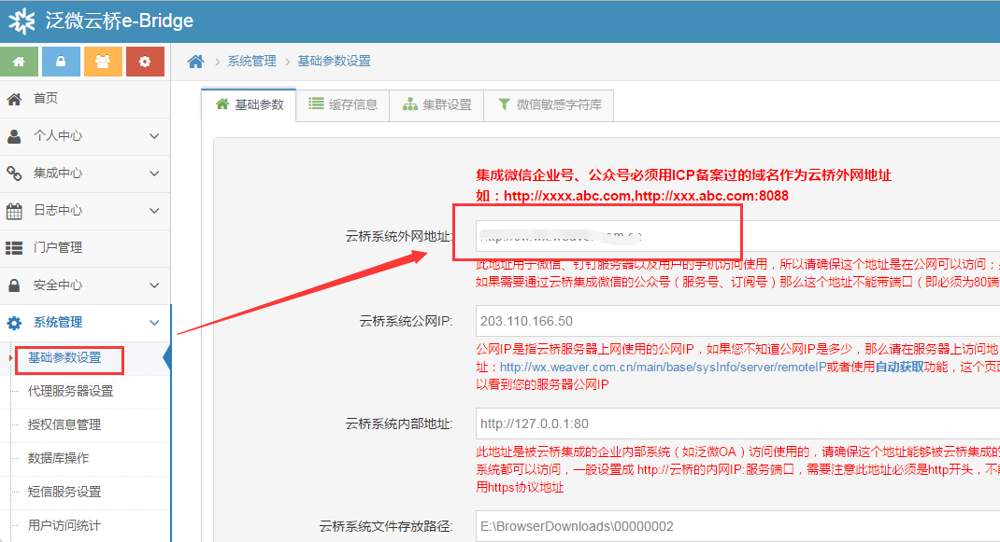 泛微云桥e-Bridge
系统管理
基础参数设置
首页
个人中心
集成中心
日志中心
门户管理
安全中心
系统管理
基础参数设置
代理服务器设置
授权信息管理
数据库操作
短信服务设置
用户访问统计
基础参数
缓存信息
集群设置
微信敏感字符库
集成微信企业号、公众号必须用ICP备案过的域名作为云桥外网地址
如：http://xxxx.abc.com,http://xxx.abc.com:8088
云桥系统外网地址:
此地址用于微信、钉钉服务器以及用户的手机访问使用，所以请确保这个地址是在公网可以访问；
如果需要通过云桥集成微信的公众号（服务号、订阅号）那么这个地址不能带端口（即必须为80端
云桥系统公网IP:
203.110.166.50
公网IP是指云桥服务器上网使用的公网IP，如果您不知道公网IP是多少，那么请在服务器上访问地
址：http://wx.weaver.com.cn/main/base/sysInfo/server/remoteIP或者使用自动获取功能，这个页面
以看到您的服务器公网IP
云桥系统内部地址:
http://127.0.0.1:80
此地址是被云桥集成的企业内部系统（如泛微OA）访问使用的，请确保这个地址能够被云桥集成的
系统都可以访问，一般设置成 http://云桥的内网IP:服务端口，需要注意此地址必须是http开头，不能
用https协议地址
云桥系统文件存放路径:
E:\BrowserDownloads\00000002